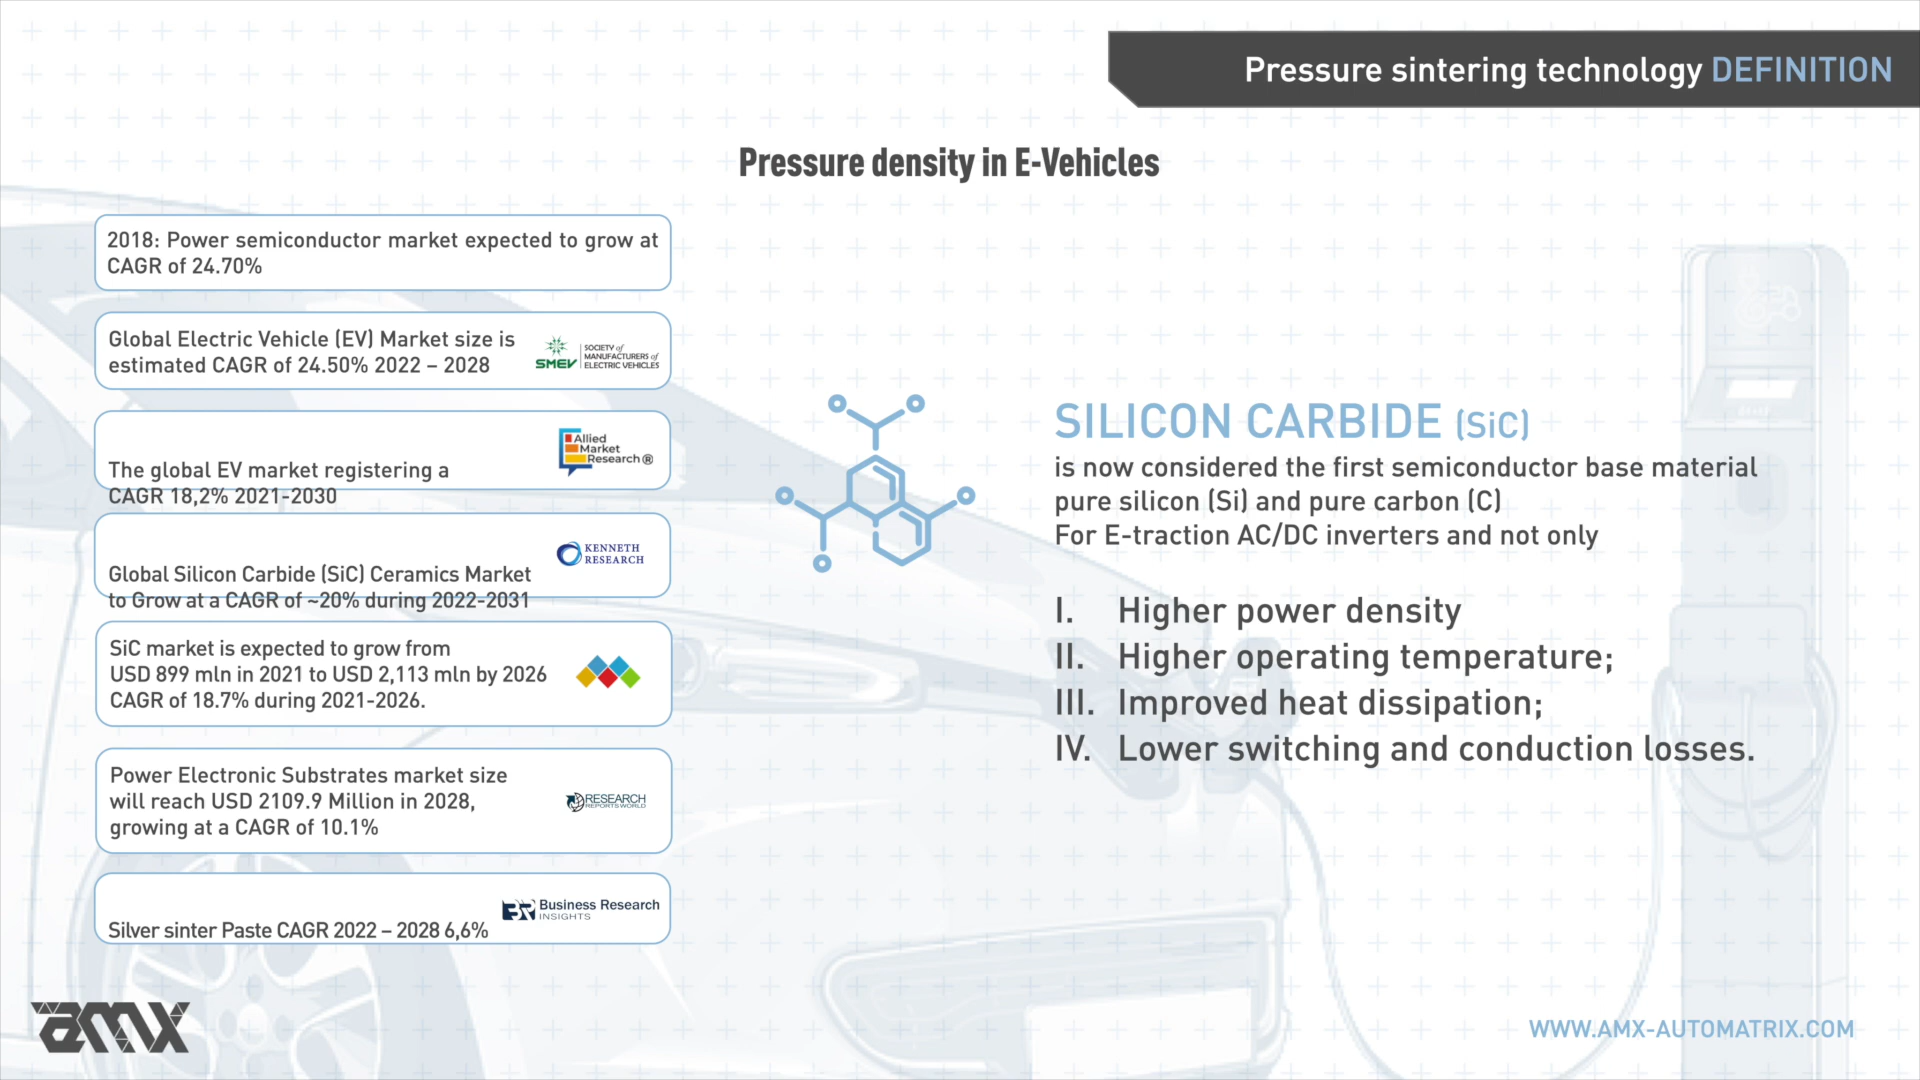 Pressure sintering technology DEFINITION
Pressure density in E-Vehicles
2018: Power semiconductor market expected to grow at
CAGR of 24.70%
Global Electric Vehicle (EV) Market size is
estimated CAGR of 24.50% 2022 – 2028
SMEV
SOCIETY of
MANUFACTURERS of
ELECTRIC VEHICLES
The global EV market registering a
CAGR 18,2% 2021-2030
Allied
Market
Research®
Global Silicon Carbide (SiC) Ceramics Market
to Grow at a CAGR of ~20% during 2022-2031
KENNETH
RESEARCH
SiC market is expected to grow from
USD 899 mln in 2021 to USD 2,113 mln by 2026
CAGR of 18.7% during 2021-2026.
Power Electronic Substrates market size
will reach USD 2109.9 Million in 2028,
growing at a CAGR of 10.1%
RESEARCH
REPORTS WORLD
Silver sinter Paste CAGR 2022 – 2028 6,6%
Business Research
INSIGHTS
SILICON CARBIDE (SiC)
is now considered the first semiconductor base material
pure silicon (Si) and pure carbon (C)
For E-traction AC/DC inverters and not only
I. Higher power density
II. Higher operating temperature;
III. Improved heat dissipation;
IV. Lower switching and conduction losses.
amx
WWW.AMX-AUTOMATRIX.COM